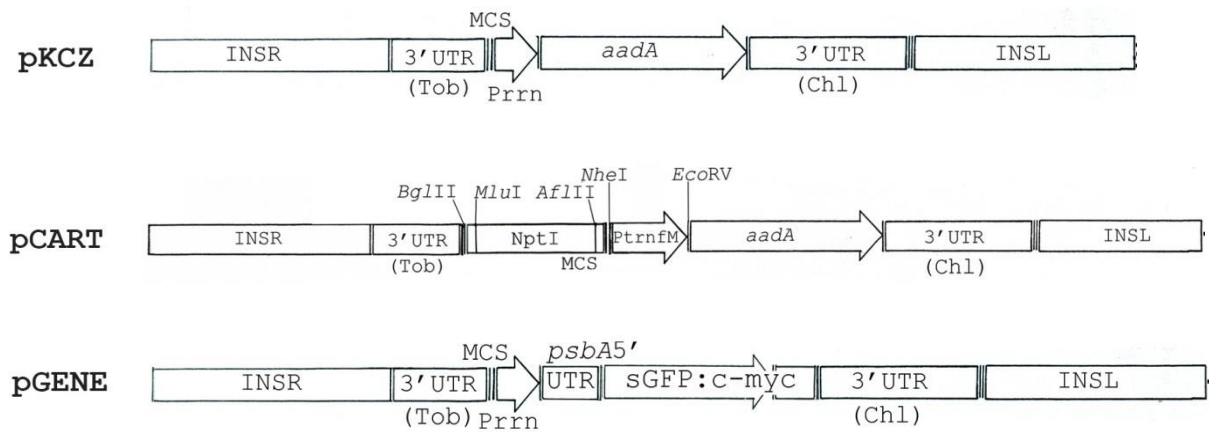 MCS
pKCZ INSR 3'UTR aadA 3'UTR INSL
(Tob) Prrn (Chl)
NheI EcoRV
BglII MluI AflII
pCART INSR 3'UTR NptI PtrnfM aadA 3'UTR INSL
(Tob) MCS (Chl)
MCS psbA5'
pGENE INSR 3'UTR UTR sGFP:c-myc 3'UTR INSL
(Tob) Prrn (Chl)